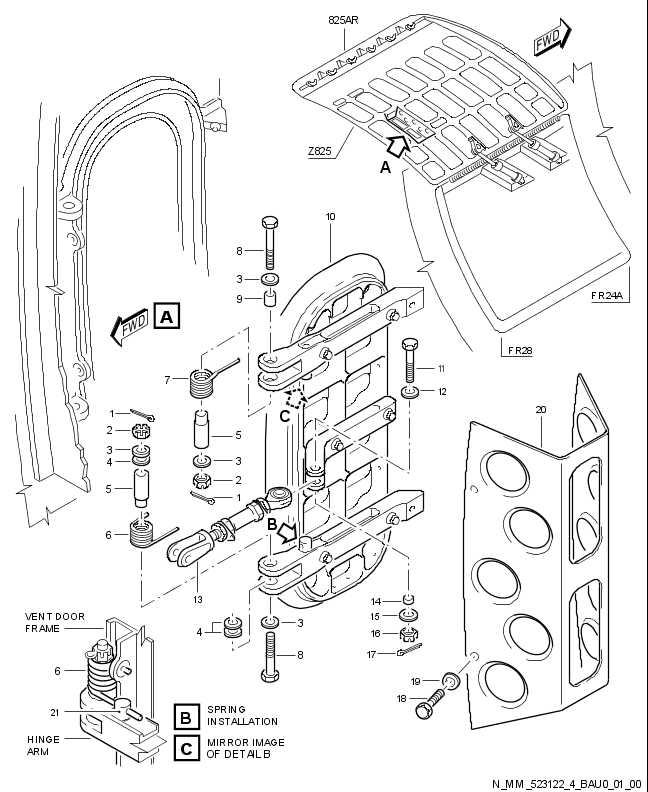 825AR
FWD
Z825
A
10
8
3
9
FR24A
FWD
A
FR28
11
7
12
C
1
2
20
3
4
5
3
5
2
1
6
B
13
14
3
15
4
16
VENT DOOR
FRAME
17
8
6
19
18
21
B
SPRING
INSTALLATION
HINGE
ARM
C
MIRROR IMAGE
OF DETAIL B
N_MM_523122_4_BAU0_01_00